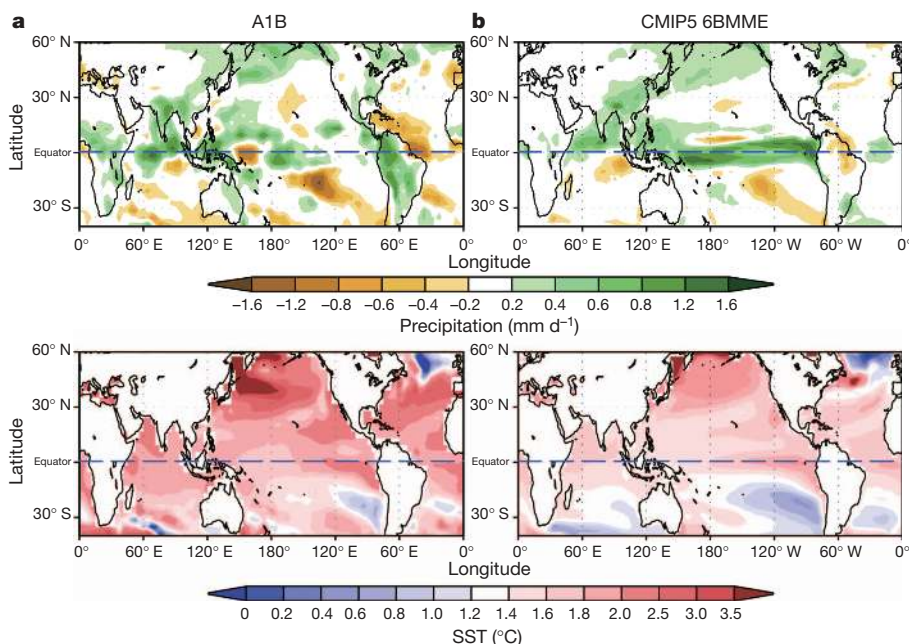 a A1B b CMIP5 6BMME
60° N 60° N
30° N 30° N
Latitude
Equator Equator
30° S 30° S
0° 60° E 120° E 180° 120° W 60° W 0° 0° 60° E 120° E 180° 120° W 60° W 0°
Longitude
−1.6 −1.2 −0.8 −0.6 −0.4 −0.2 0.2 0.4 0.6 0.8 1.2 1.6
Precipitation (mm d⁻¹)
60° N 60° N
30° N 30° N
Latitude
Equator Equator
30° S 30° S
0° 60° E 120° E 180° 120° W 60° W 0° 0° 60° E 120° E 180° 120° W 60° W 0°
Longitude
0 0.2 0.4 0.6 0.8 1.0 1.2 1.4 1.6 1.8 2.0 2.5 3.0 3.5
SST (°C)